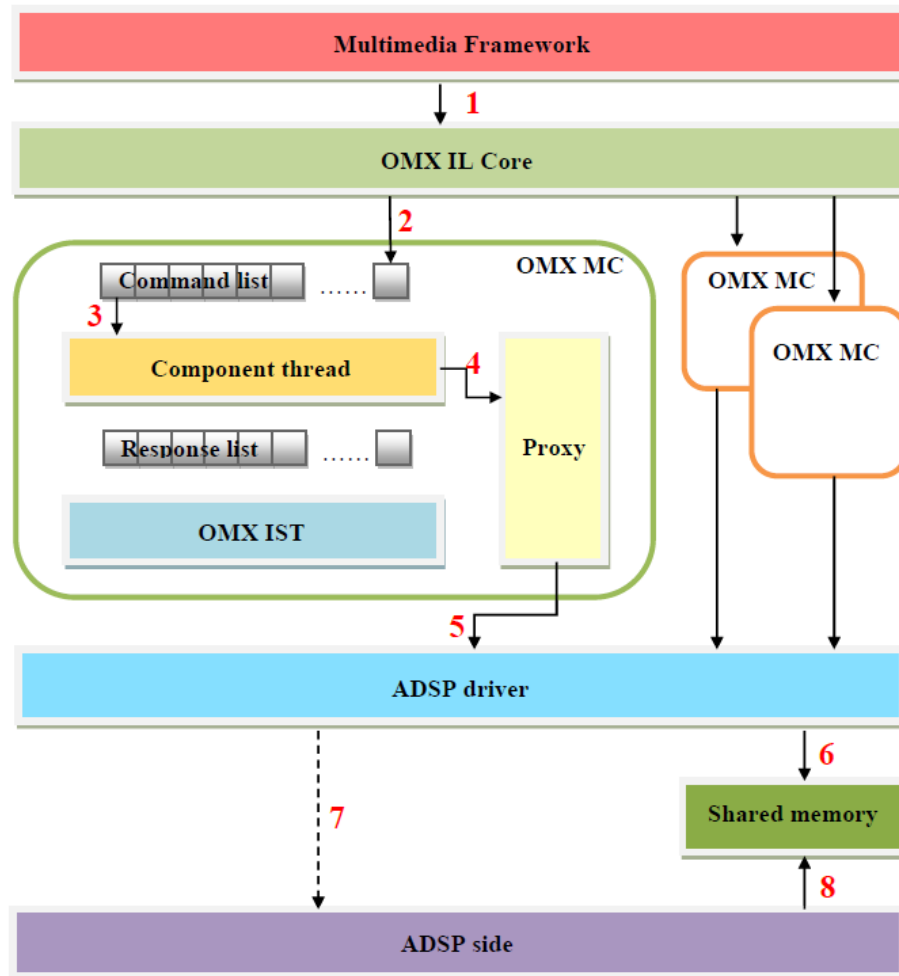 Multimedia Framework
1
OMX IL Core
2
OMX MC
Command list
......
OMX MC
3
OMX MC
Component thread
4
Response list
......
Proxy
OMX IST
5
ADSP driver
6
7
Shared memory
8
ADSP side